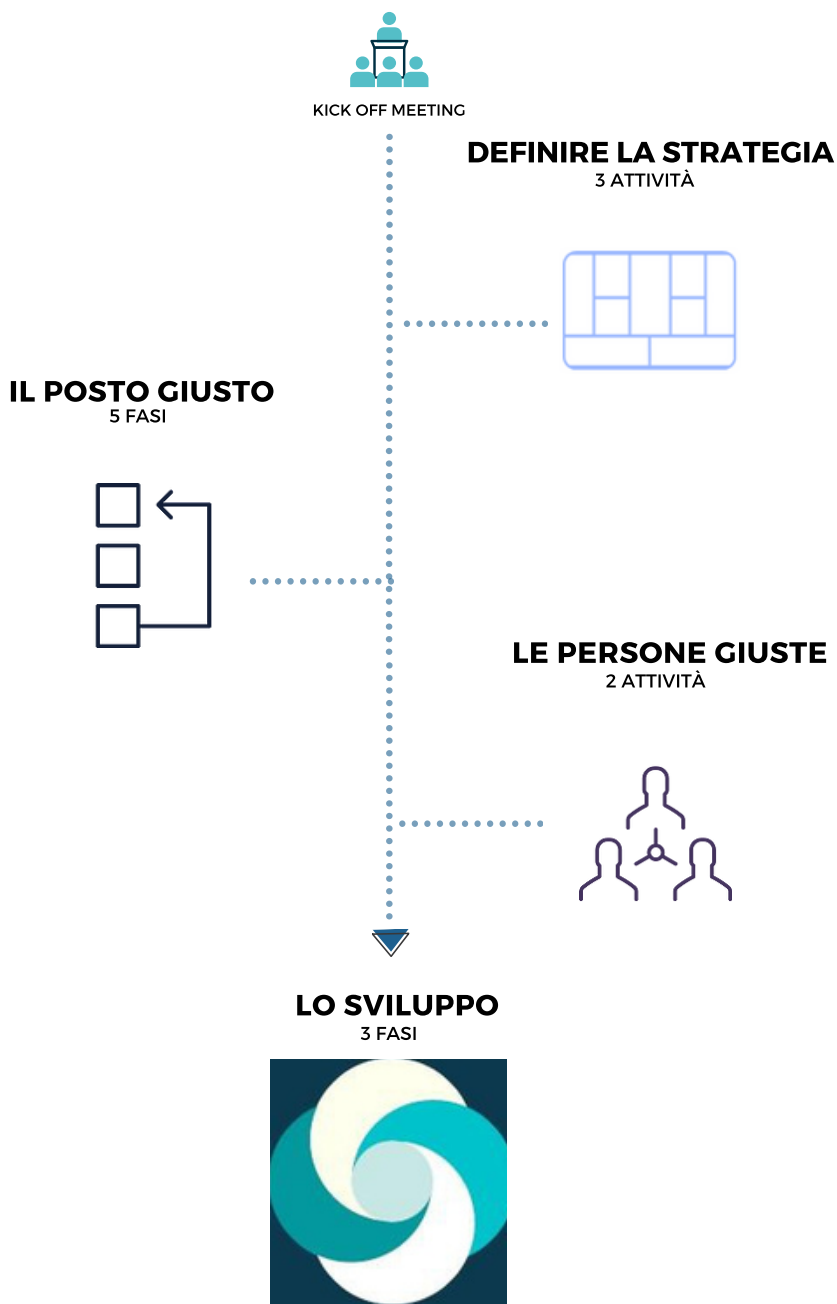 KICK OFF MEETING
DEFINIRE LA STRATEGIA
3 ATTIVITÀ
IL POSTO GIUSTO
5 FASI
LE PERSONE GIUSTE
2 ATTIVITÀ
LO SVILUPPO
3 FASI